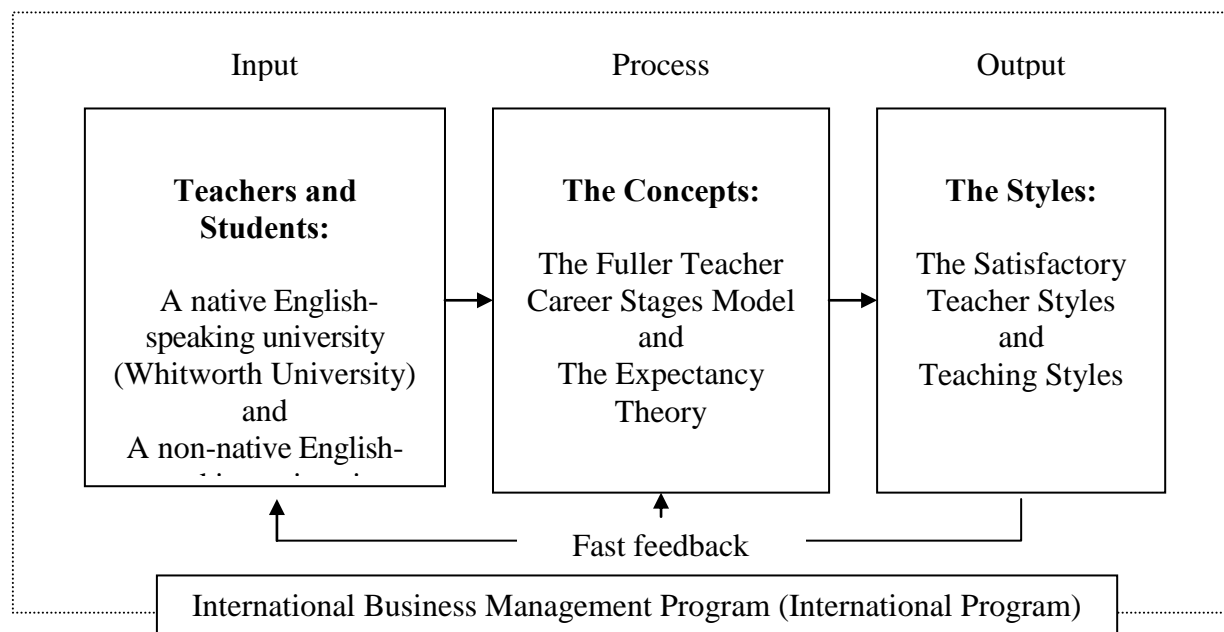 Input
Process
Output
Teachers and
Students:
A native English-
speaking university
(Whitworth University)
and
A non-native English-
The Concepts:
The Fuller Teacher
Career Stages Model
and
The Expectancy
Theory
The Styles:
The Satisfactory
Teacher Styles
and
Teaching Styles
Fast feedback
International Business Management Program (International Program)